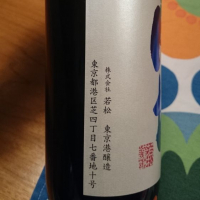 株式会社 若松 東京港醸造
東京都港区芝四丁目七番地十号